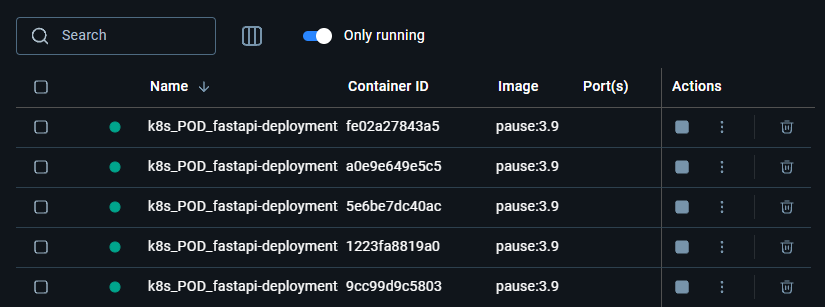 Search Only running
Name Container ID Image Port(s) Actions
k8s_POD_fastapi-deployment fe02a27843a5 pause:3.9
k8s_POD_fastapi-deployment a0e9e649e5c5 pause:3.9
k8s_POD_fastapi-deployment 5e6be7dc40ac pause:3.9
k8s_POD_fastapi-deployment 1223fa8819a0 pause:3.9
k8s_POD_fastapi-deployment 9cc99d9c5803 pause:3.9